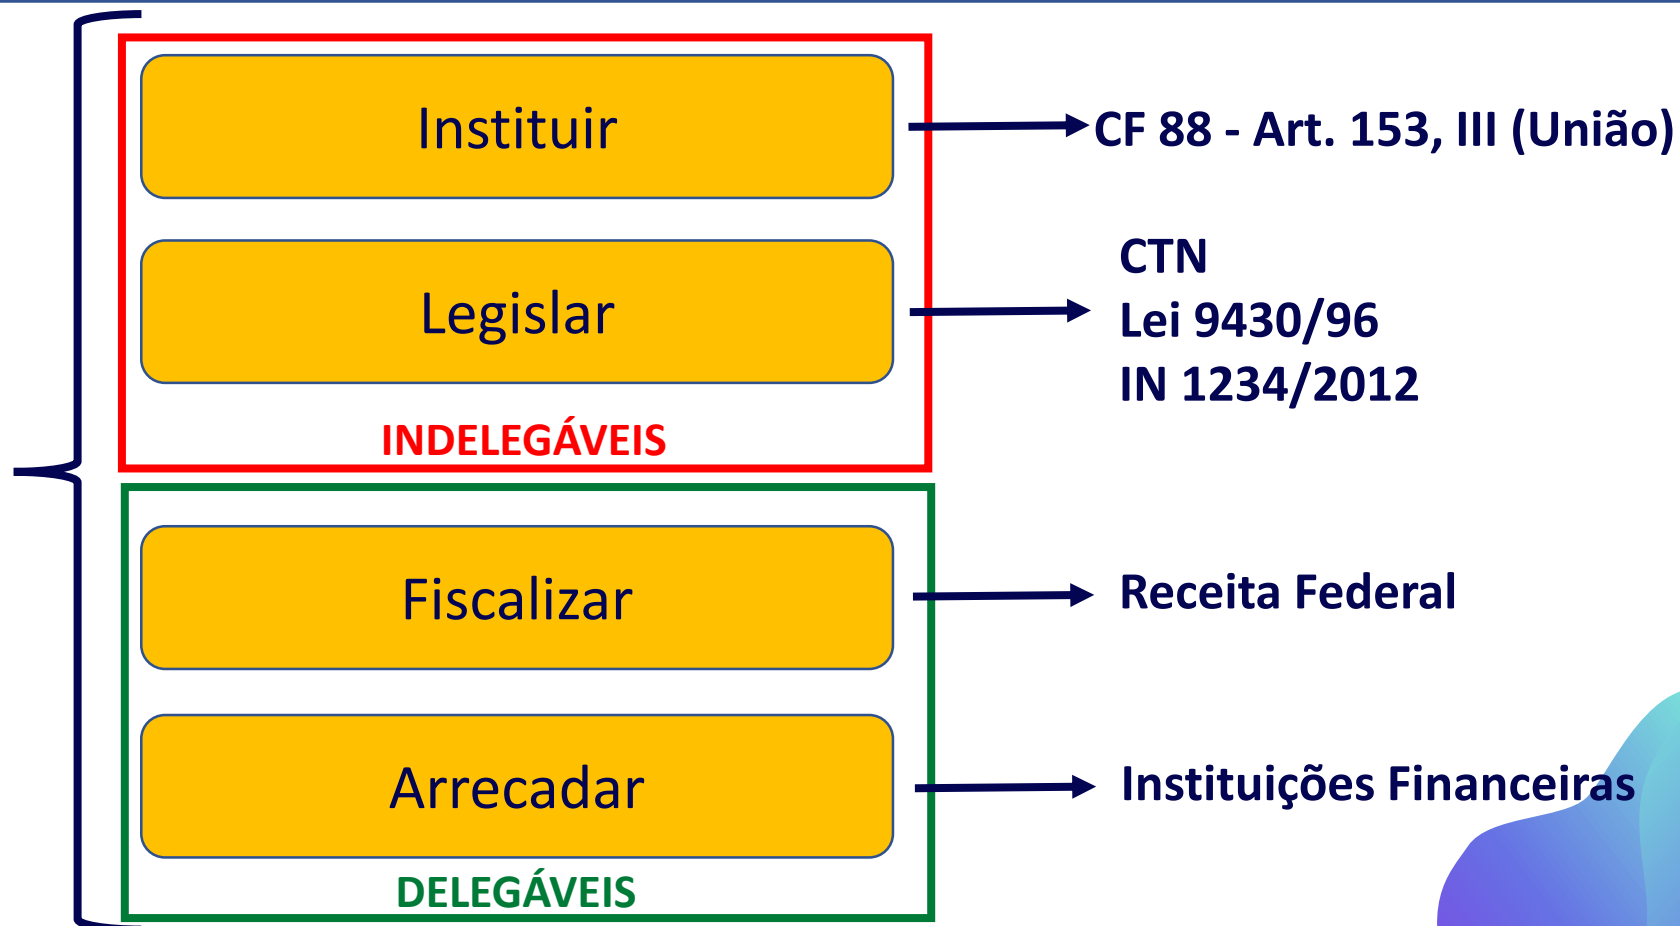 Instituir
CF 88 - Art. 153, III (União)
Legislar
CTN
Lei 9430/96
IN 1234/2012
INDELEGÁVEIS
Fiscalizar
Receita Federal
Arrecadar
Instituições Financeiras
DELEGÁVEIS